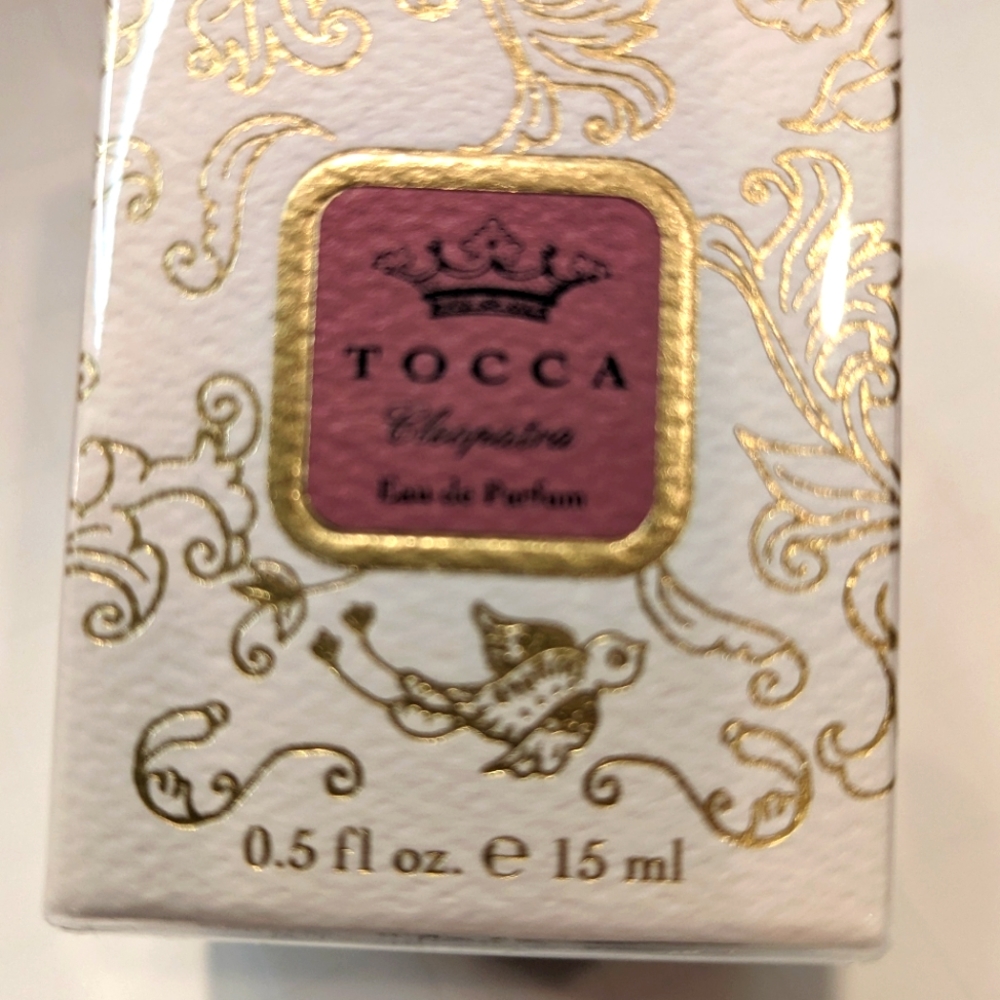 TOCCA
Cleopatra
Eau de Parfum
0.5 fl oz. ℮ 15 ml